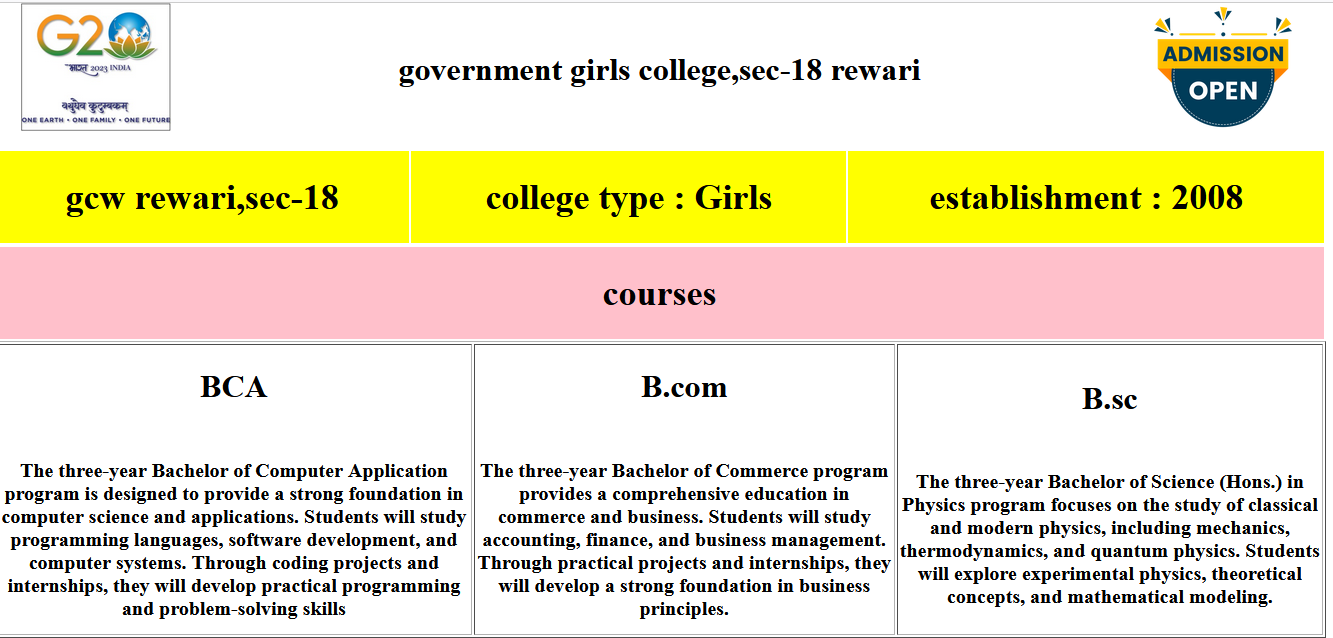 G20
भारत 2023 INDIA
वसुधैव कुटुम्बकम्
ONE EARTH • ONE FAMILY • ONE FUTURE
government girls college,sec-18 rewari
ADMISSION
OPEN
gcw rewari,sec-18
college type : Girls
establishment : 2008
courses
BCA
The three-year Bachelor of Computer Application
program is designed to provide a strong foundation in
computer science and applications. Students will study
programming languages, software development, and
computer systems. Through coding projects and
internships, they will develop practical programming
and problem-solving skills
B.com
The three-year Bachelor of Commerce program
provides a comprehensive education in
commerce and business. Students will study
accounting, finance, and business management.
Through practical projects and internships, they
will develop a strong foundation in business
principles.
B.sc
The three-year Bachelor of Science (Hons.) in
Physics program focuses on the study of classical
and modern physics, including mechanics,
thermodynamics, and quantum physics. Students
will explore experimental physics, theoretical
concepts, and mathematical modeling.